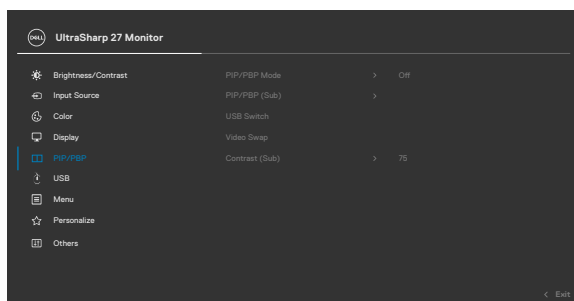 DELL UltraSharp 27 Monitor
Brightness/Contrast PIP/PBP Mode > Off
Input Source PIP/PBP (Sub) >
Color USB Switch
Display Video Swap
PIP/PBP Contrast (Sub) > 75
USB
Menu
Personalize
Others
< Exit